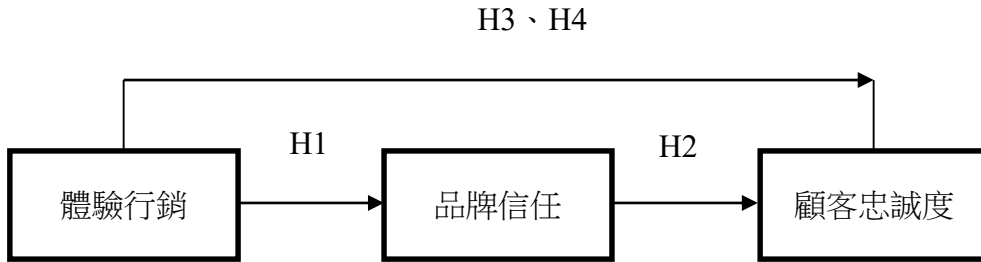 H3、H4
H1
H2
體驗行銷
品牌信任
顧客忠誠度